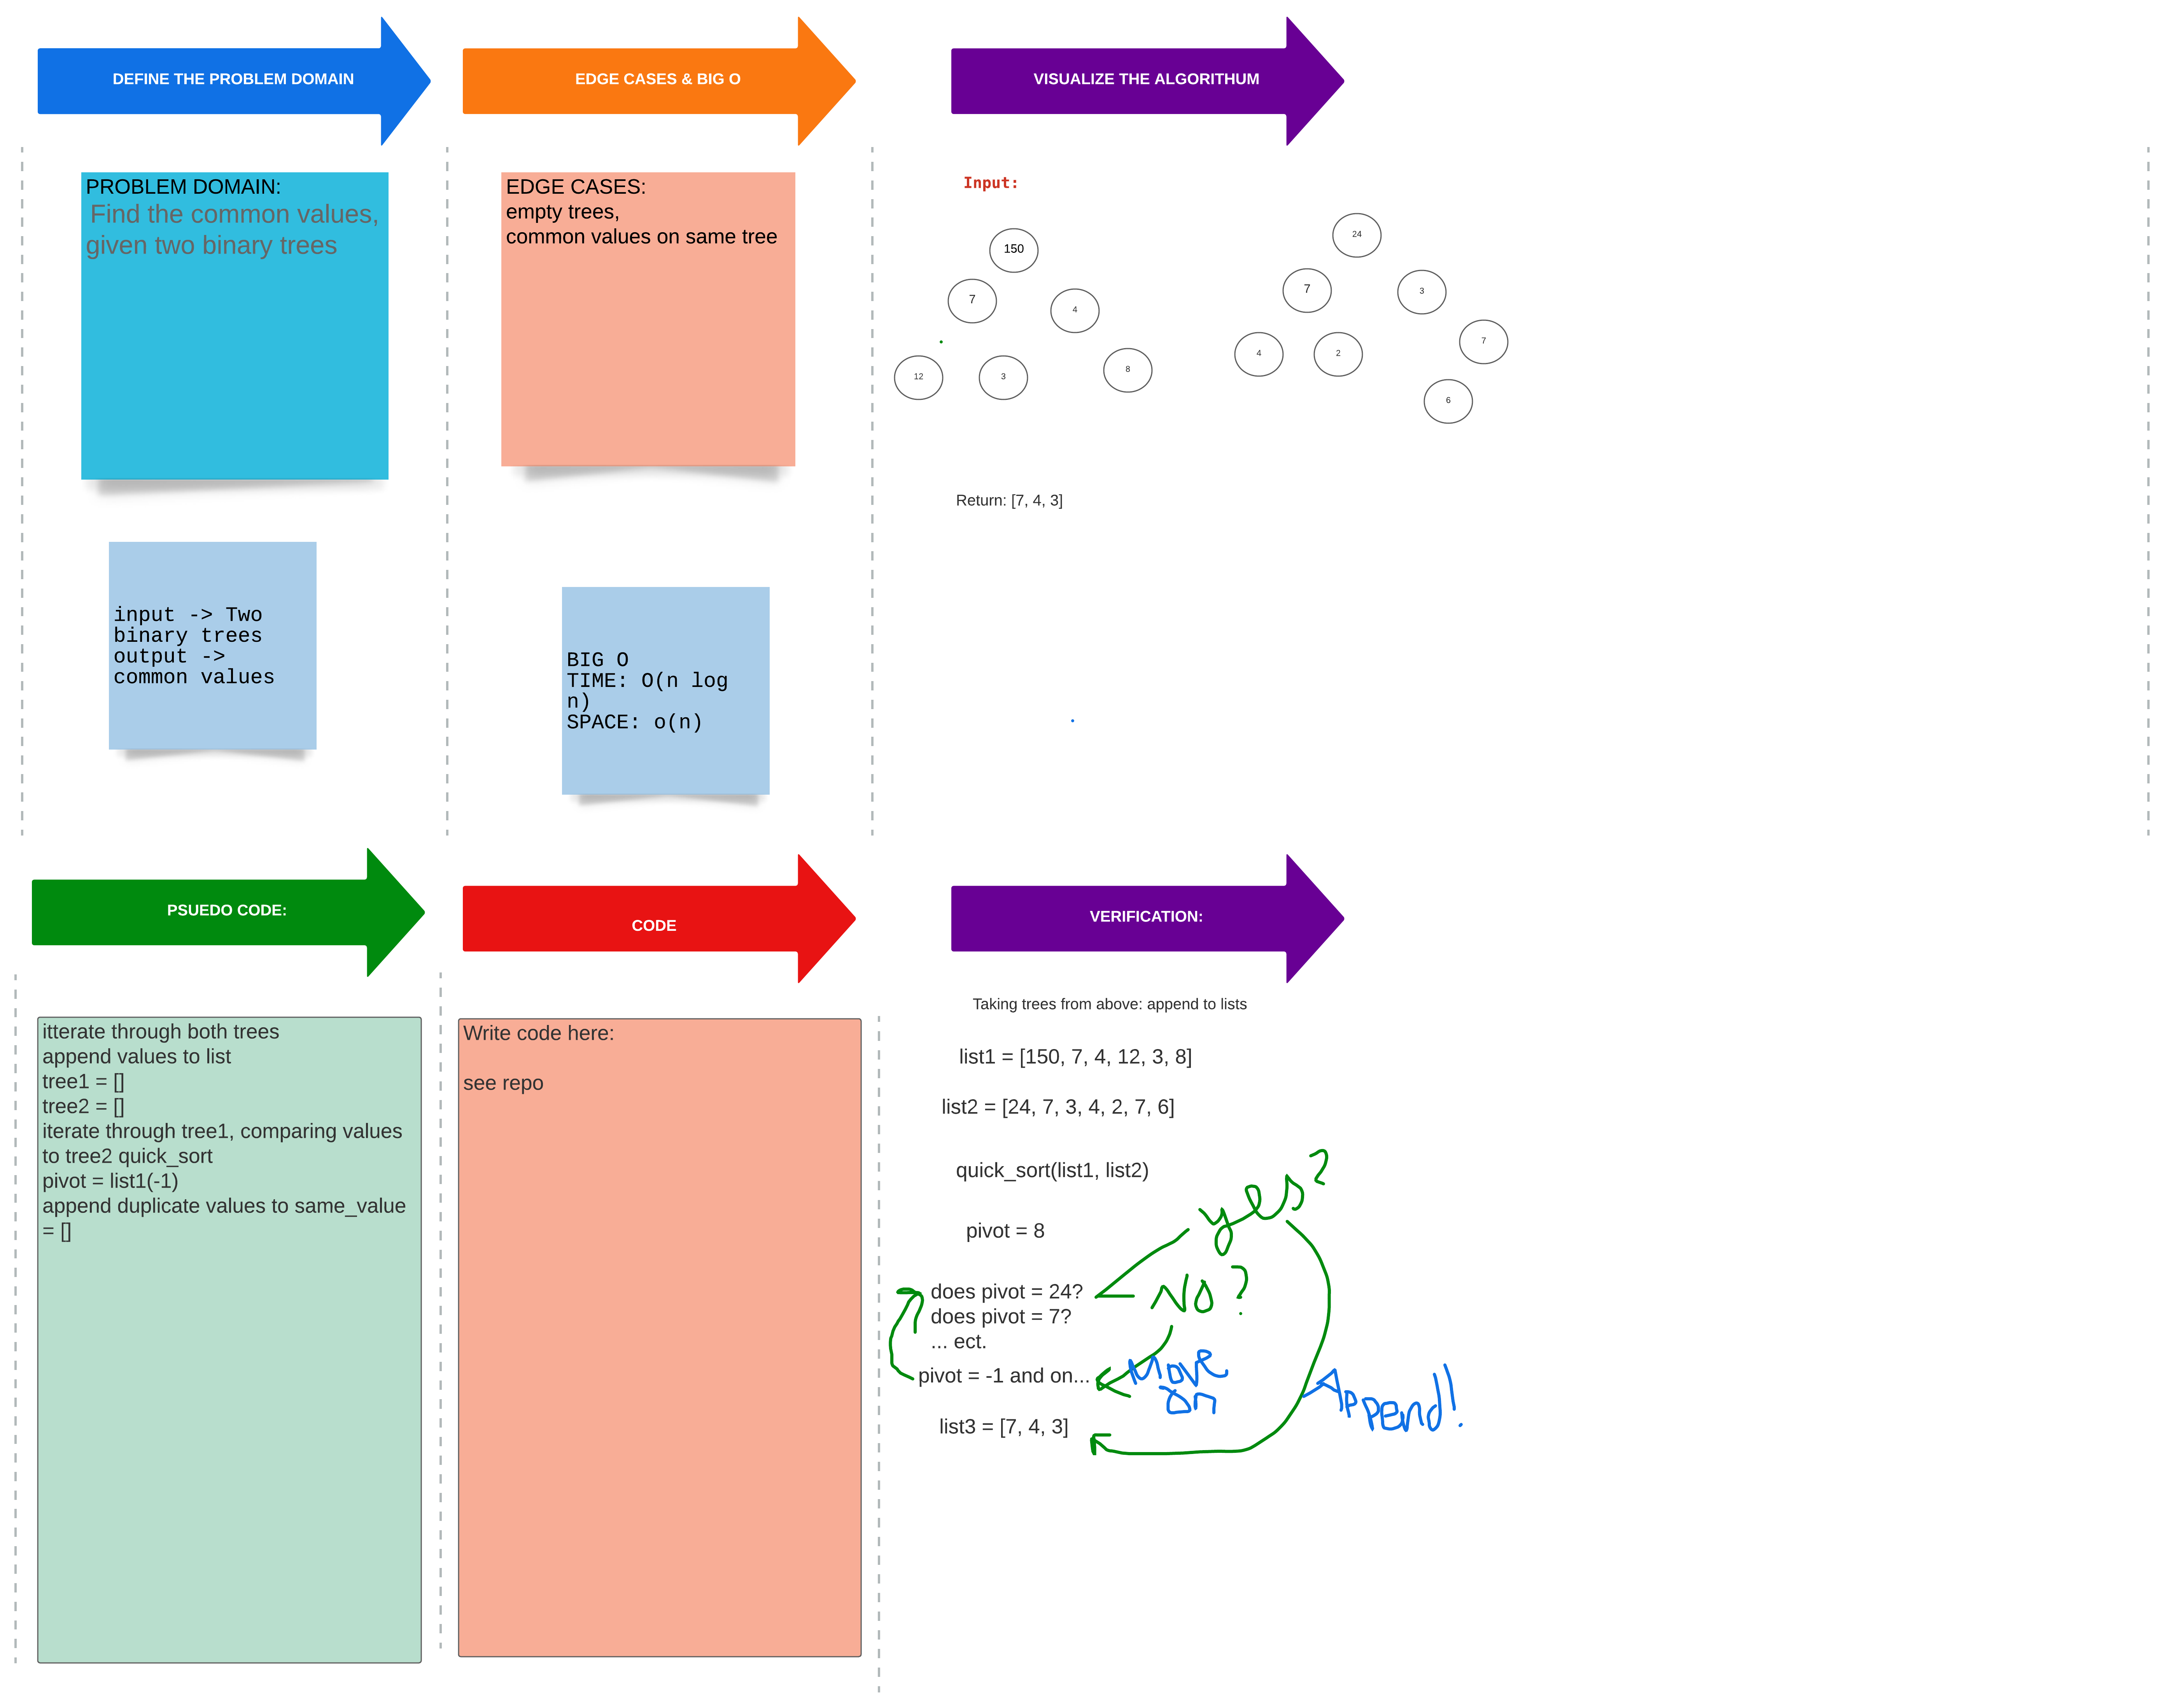 DEFINE THE PROBLEM DOMAIN
EDGE CASES & BIG O
VISUALIZE THE ALGORITHUM
PROBLEM DOMAIN:
Find the common values,
given two binary trees
input -> Two
binary trees
output ->
common values
EDGE CASES:
empty trees,
common values on same tree
BIG O
TIME: O(n log
n)
SPACE: o(n)
Input:
150
7
4
12
3
8
24
7
3
4
2
7
6
Return: [7, 4, 3]
PSUEDO CODE:
CODE
VERIFICATION:
itterate through both trees
append values to list
tree1 = []
tree2 = []
iterate through tree1, comparing values
to tree2 quick_sort
pivot = list1(-1)
append duplicate values to same_value
= []
Write code here:
see repo
Taking trees from above: append to lists
list1 = [150, 7, 4, 12, 3, 8]
list2 = [24, 7, 3, 4, 2, 7, 6]
quick_sort(list1, list2)
yes?
pivot = 8
No?
does pivot = 24?
does pivot = 7?
... ect.
pivot = -1 and on...
Move
on
Append!
list3 = [7, 4, 3]